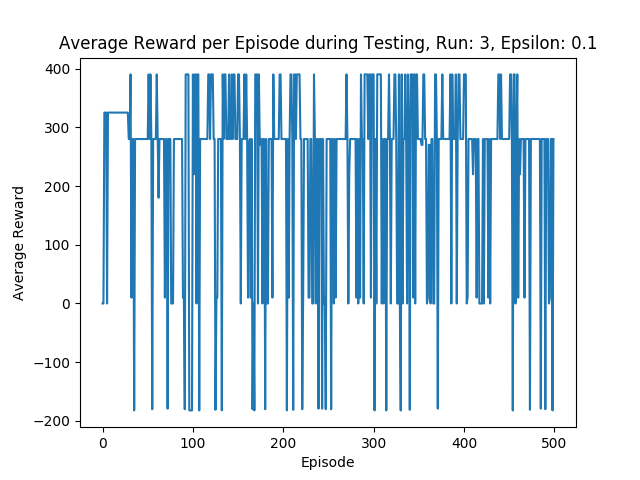 Average Reward per Episode during Testing, Run: 3, Epsilon: 0.1
400
300
200
100
0
−100
−200
Average Reward
0 100 200 300 400 500
Episode